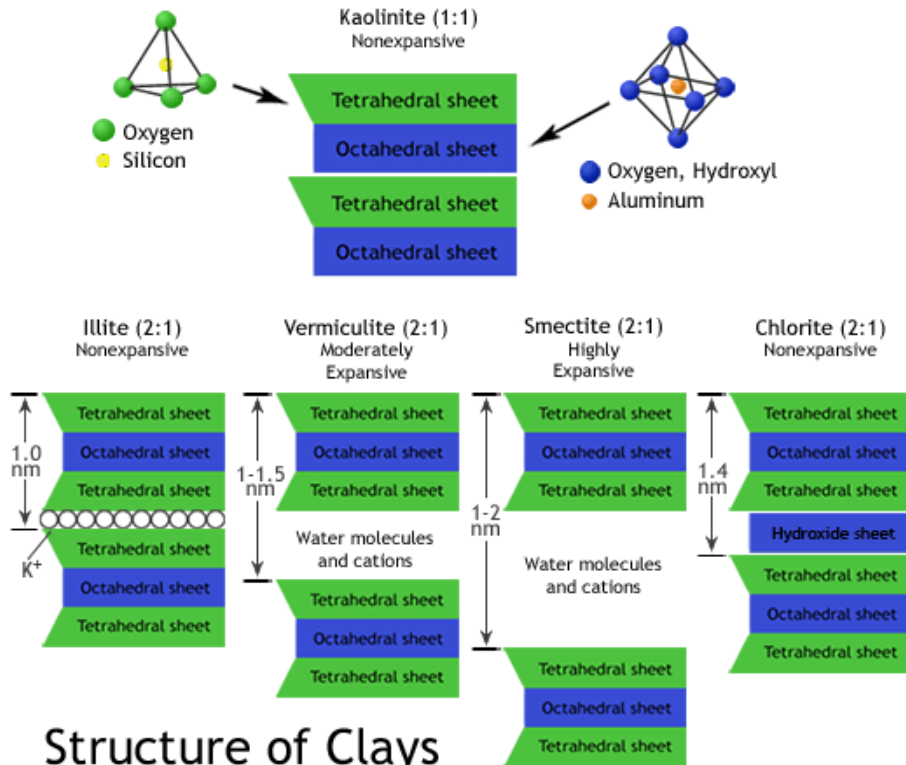 Kaolinite (1:1)
Nonexpansive
Oxygen
Silicon
Tetrahedral sheet
Octahedral sheet
Tetrahedral sheet
Octahedral sheet
Oxygen, Hydroxyl
Aluminum
Illite (2:1)
Nonexpansive
1.0
nm
Tetrahedral sheet
Octahedral sheet
Tetrahedral sheet
K+
Tetrahedral sheet
Octahedral sheet
Tetrahedral sheet
Vermiculite (2:1)
Moderately
Expansive
1-1.5
nm
Tetrahedral sheet
Octahedral sheet
Tetrahedral sheet
Water molecules
and cations
Tetrahedral sheet
Octahedral sheet
Tetrahedral sheet
Smectite (2:1)
Highly
Expansive
1-2
nm
Tetrahedral sheet
Octahedral sheet
Tetrahedral sheet
Water molecules
and cations
Tetrahedral sheet
Octahedral sheet
Tetrahedral sheet
Chlorite (2:1)
Nonexpansive
1.4
nm
Tetrahedral sheet
Octahedral sheet
Tetrahedral sheet
Hydroxide sheet
Tetrahedral sheet
Octahedral sheet
Tetrahedral sheet
Structure of Clays